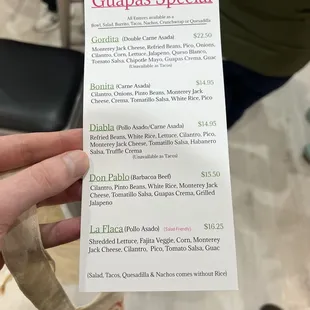 Guapas Special
All Entrees available as a
Bowl, Salad, Burrito, Tacos, Nachos, Crunchwrap or Quesadilla
Gordita (Double Carne Asada) $22.50
Monterey Jack Cheese, Refried Beans, Pico, Onions,
Cilantro, Corn, Lettuce, Jalapeno, Queso Blanco,
Tomato Salsa, Chipotle Mayo, Guapas Crema, Guac
(Unavailable as Tacos)
Bonita (Carne Asada) $14.95
Cilantro, Onions, Pinto Beans, Monterey Jack
Cheese, Crema, Tomatillo Salsa, White Rice, Pico
Diabla (Pollo Asado/Carne Asada) $14.95
Refried Beans, White Rice, Lettuce, Cilantro, Pico,
Monterey Jack Cheese, Tomatillo Salsa, Habanero
Salsa, Truffle Crema
(Unavailable as Tacos)
Don Pablo (Barbacoa Beef) $15.50
Cilantro, Pinto Beans, White Rice, Monterey Jack
Cheese, Tomatillo Salsa, Guapas Crema, Grilled
Jalapeno
La Flaca (Pollo Asado) $16.25
Shredded Lettuce, Fajita Veggie, Corn, Monterey
Jack Cheese, Cilantro, Pico, Tomato Salsa, Guac
(Salad, Tacos, Quesadilla & Nachos comes without Rice)